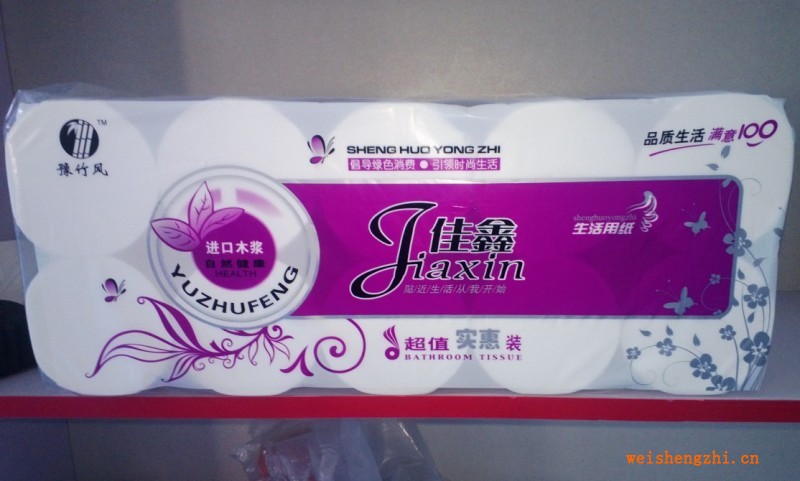 TM
豫竹风
SHENG HUO YONG ZHI
倡导绿色消费●引领时尚生活
品质生活 满意100
进口木浆
自然健康
HEALTH
YUZHUFENG
佳鑫
Jiaxin
贴/近/生/活/从/我/开/始
shenghuoyongzhi
生活用纸
超值 实惠 装
BATHROOM TISSUE
weishengzhi.cn